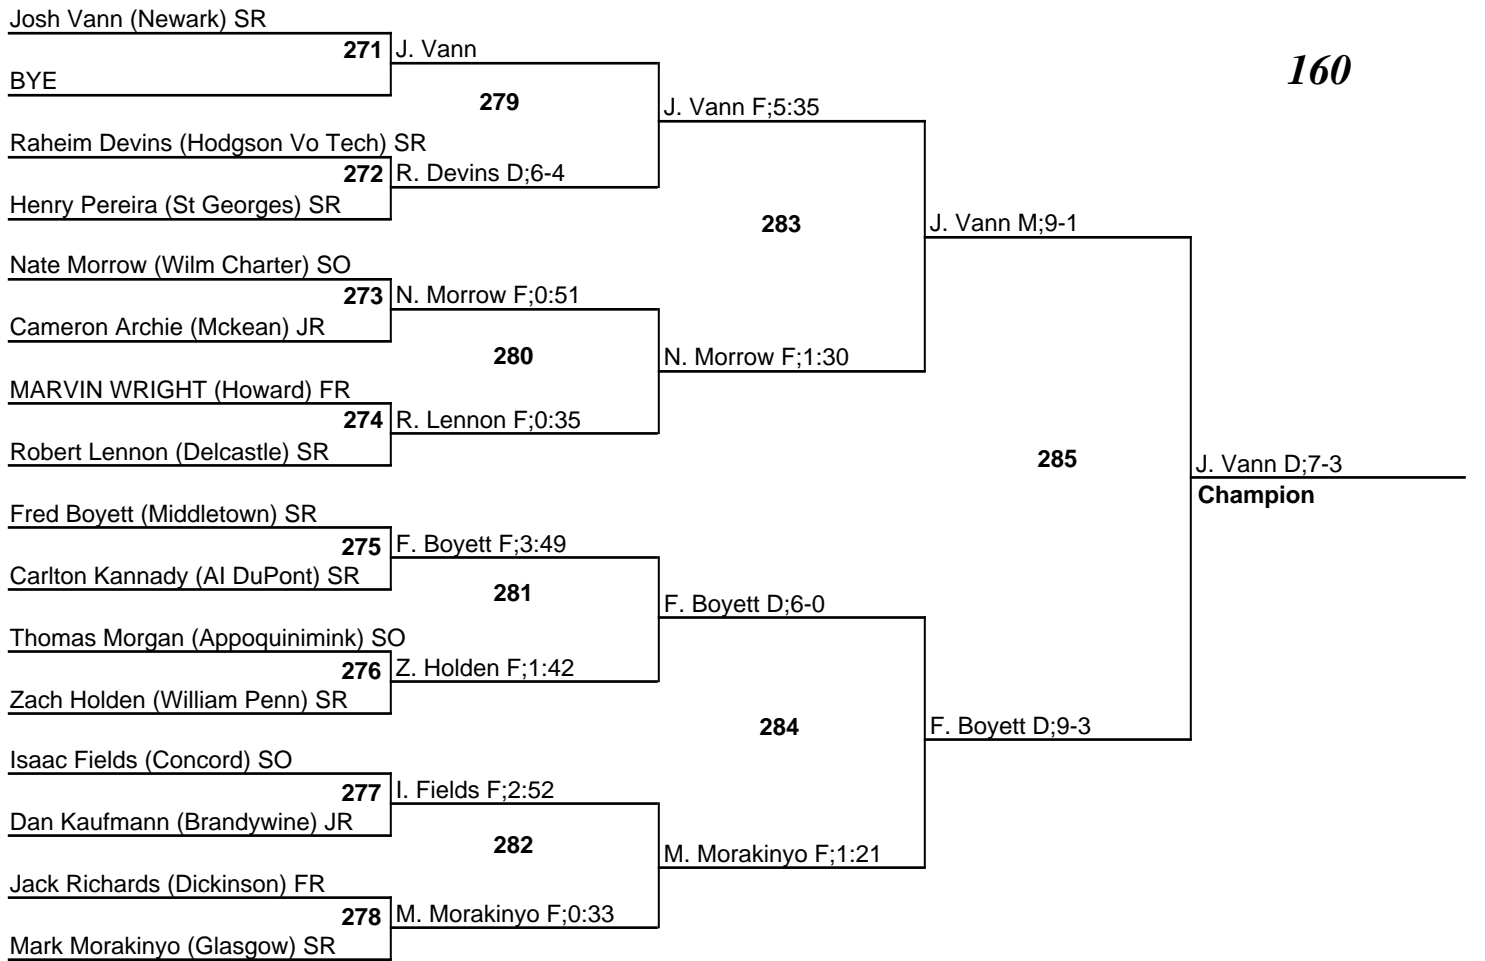 Josh Vann (Newark) SR
271 J. Vann
160
BYE
279
J. Vann F;5:35
Raheim Devins (Hodgson Vo Tech) SR
272 R. Devins D;6-4
Henry Pereira (St Georges) SR
283
J. Vann M;9-1
Nate Morrow (Wilm Charter) SO
273 N. Morrow F;0:51
Cameron Archie (Mckean) JR
280
N. Morrow F;1:30
MARVIN WRIGHT (Howard) FR
274 R. Lennon F;0:35
Robert Lennon (Delcastle) SR
285
J. Vann D;7-3
Champion
Fred Boyett (Middletown) SR
275 F. Boyett F;3:49
Carlton Kannady (AI DuPont) SR
281
F. Boyett D;6-0
Thomas Morgan (Appoquinimink) SO
276 Z. Holden F;1:42
Zach Holden (William Penn) SR
284
F. Boyett D;9-3
Isaac Fields (Concord) SO
277 I. Fields F;2:52
Dan Kaufmann (Brandywine) JR
282
M. Morakinyo F;1:21
Jack Richards (Dickinson) FR
278 M. Morakinyo F;0:33
Mark Morakinyo (Glasgow) SR